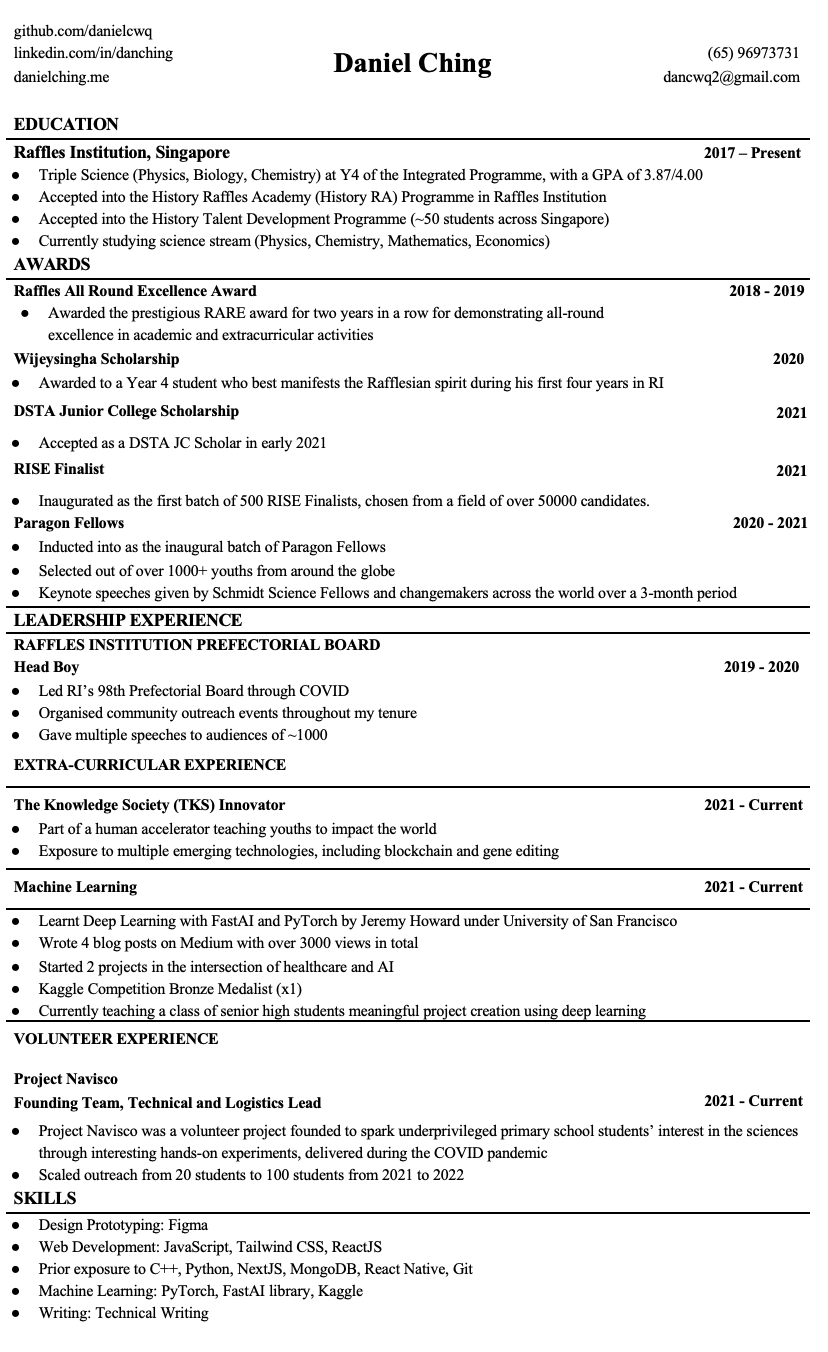 github.com/danielcwq
linkedin.com/in/danching
danielching.me
Daniel Ching
(65) 96973731
dancwq2@gmail.com
EDUCATION
Raffles Institution, Singapore 2017 – Present
● Triple Science (Physics, Biology, Chemistry) at Y4 of the Integrated Programme, with a GPA of 3.87/4.00
● Accepted into the History Raffles Academy (History RA) Programme in Raffles Institution
● Accepted into the History Talent Development Programme (~50 students across Singapore)
● Currently studying science stream (Physics, Chemistry, Mathematics, Economics)
AWARDS
Raffles All Round Excellence Award 2018 - 2019
● Awarded the prestigious RARE award for two years in a row for demonstrating all-round
excellence in academic and extracurricular activities
Wijeysingha Scholarship 2020
● Awarded to a Year 4 student who best manifests the Rafflesian spirit during his first four years in RI
DSTA Junior College Scholarship 2021
● Accepted as a DSTA JC Scholar in early 2021
RISE Finalist 2021
● Inaugurated as the first batch of 500 RISE Finalists, chosen from a field of over 50000 candidates.
Paragon Fellows 2020 - 2021
● Inducted into as the inaugural batch of Paragon Fellows
● Selected out of over 1000+ youths from around the globe
● Keynote speeches given by Schmidt Science Fellows and changemakers across the world over a 3-month period
LEADERSHIP EXPERIENCE
RAFFLES INSTITUTION PREFECTORIAL BOARD
Head Boy 2019 - 2020
● Led RI’s 98th Prefectorial Board through COVID
● Organised community outreach events throughout my tenure
● Gave multiple speeches to audiences of ~1000
EXTRA-CURRICULAR EXPERIENCE
The Knowledge Society (TKS) Innovator 2021 - Current
● Part of a human accelerator teaching youths to impact the world
● Exposure to multiple emerging technologies, including blockchain and gene editing
Machine Learning 2021 - Current
● Learnt Deep Learning with FastAI and PyTorch by Jeremy Howard under University of San Francisco
● Wrote 4 blog posts on Medium with over 3000 views in total
● Started 2 projects in the intersection of healthcare and AI
● Kaggle Competition Bronze Medalist (x1)
● Currently teaching a class of senior high students meaningful project creation using deep learning
VOLUNTEER EXPERIENCE
Project Navisco
Founding Team, Technical and Logistics Lead 2021 - Current
● Project Navisco was a volunteer project founded to spark underprivileged primary school students’ interest in the sciences
through interesting hands-on experiments, delivered during the COVID pandemic
● Scaled outreach from 20 students to 100 students from 2021 to 2022
SKILLS
● Design Prototyping: Figma
● Web Development: JavaScript, Tailwind CSS, ReactJS
● Prior exposure to C++, Python, NextJS, MongoDB, React Native, Git
● Machine Learning: PyTorch, FastAI library, Kaggle
● Writing: Technical Writing